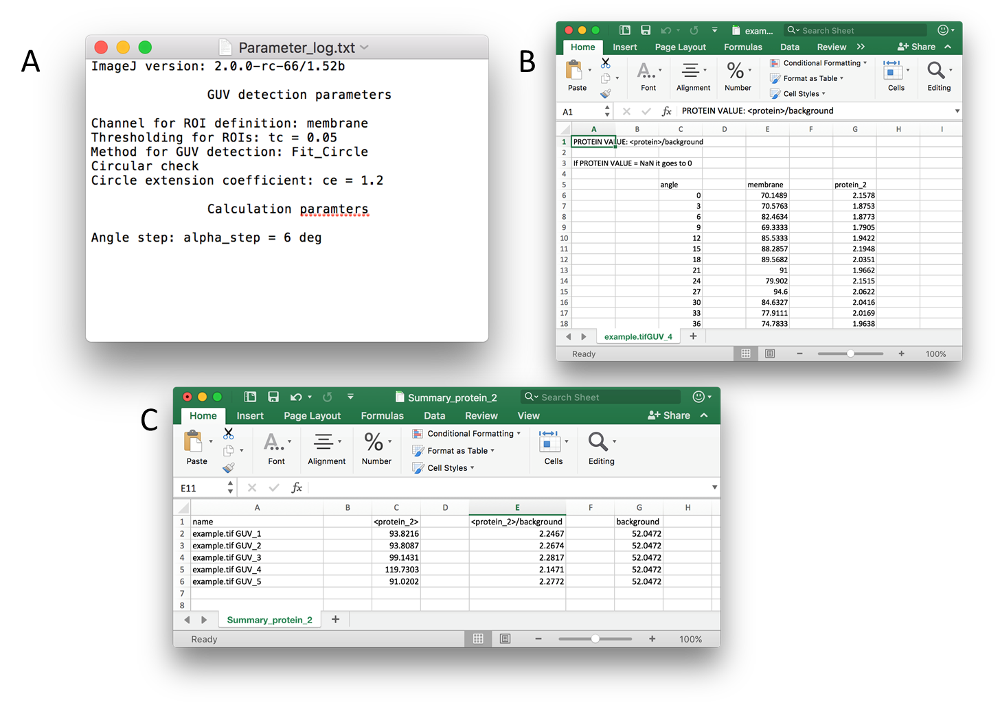 A
Parameter_log.txt
ImageJ version: 2.0.0-rc-66/1.52b
GUV detection parameters
Channel for ROI definition: membrane
Thresholding for ROIs: tc = 0.05
Method for GUV detection: Fit_Circle
Circular check
Circle extension coefficient: ce = 1.2
Calculation paramters
Angle step: alpha_step = 6 deg
B
exam... Search Sheet
Home Insert Page Layout Formulas Data Review >> Share
Paste A... Font Alignment % Number Conditional Formatting Format as Table Cell Styles Cells Editing
A1 fx PROTEIN VALUE: <protein>/background
A B C D E F G H I
1 PROTEIN VALUE: <protein>/background
2
3 If PROTEIN VALUE = NaN it goes to 0
4
5 angle membrane protein_2
6 0 70.1489 2.1578
7 3 70.5763 1.8753
8 6 82.4634 1.8773
9 9 69.3333 1.7905
10 12 85.5333 1.9422
11 15 88.2857 2.1948
12 18 89.5682 2.0351
13 21 91 1.9662
14 24 79.902 2.1515
15 27 94.6 2.0622
16 30 84.6327 2.0416
17 33 77.9111 2.0169
18 36 74.7833 1.9638
example.tifGUV_4 +
Ready 100%
C
Summary_protein_2 Search Sheet
Home Insert Page Layout Formulas Data Review View Share
Paste A... Font Alignment % Number Conditional Formatting Format as Table Cell Styles Cells Editing
E11 fx
A B C D E F G H
1 name <protein_2> <protein_2>/background background
2 example.tif GUV_1 93.8216 2.2467 52.0472
3 example.tif GUV_2 93.8087 2.2674 52.0472
4 example.tif GUV_3 99.1431 2.2817 52.0472
5 example.tif GUV_4 119.7303 2.1471 52.0472
6 example.tif GUV_5 91.0202 2.2772 52.0472
7
8
Summary_protein_2 +
Ready 100%